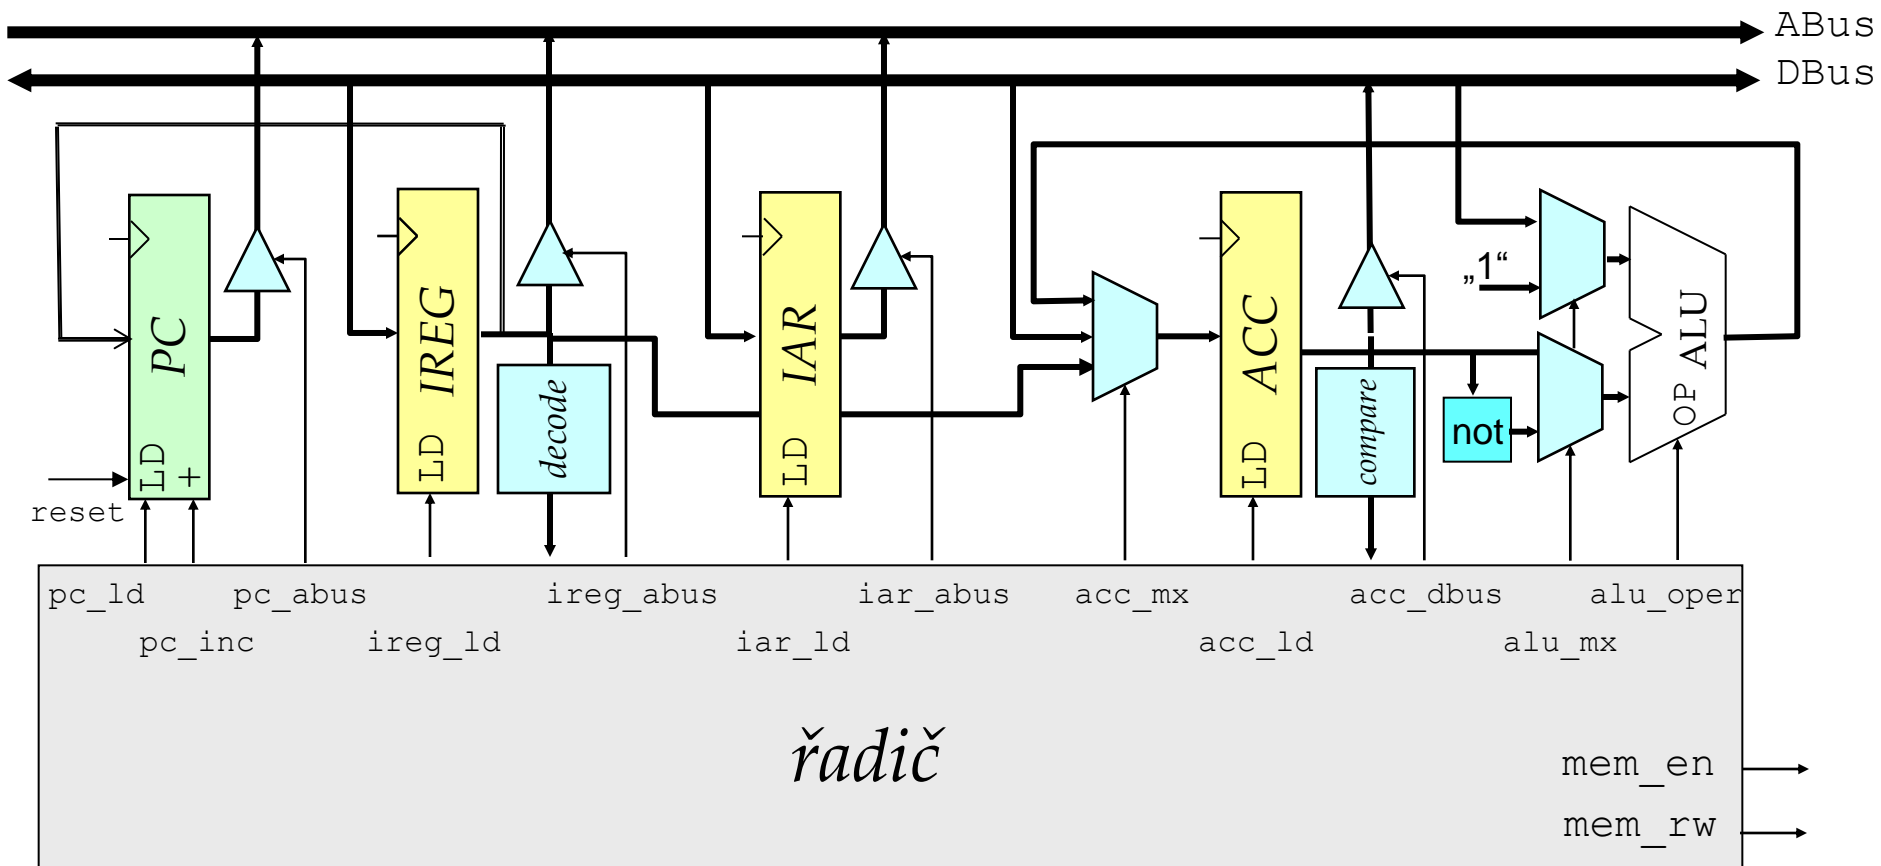 ABus
DBus
„1“
PC
LD
+
IREG
LD
decode
IAR
LD
ACC
LD
compare
not
ALU
OP
reset
pc_ld
pc_abus
ireg_abus
iar_abus
acc_mx
acc_dbus
alu_oper
pc_inc
ireg_ld
iar_ld
acc_ld
alu_mx
řadič
mem_en
mem_rw